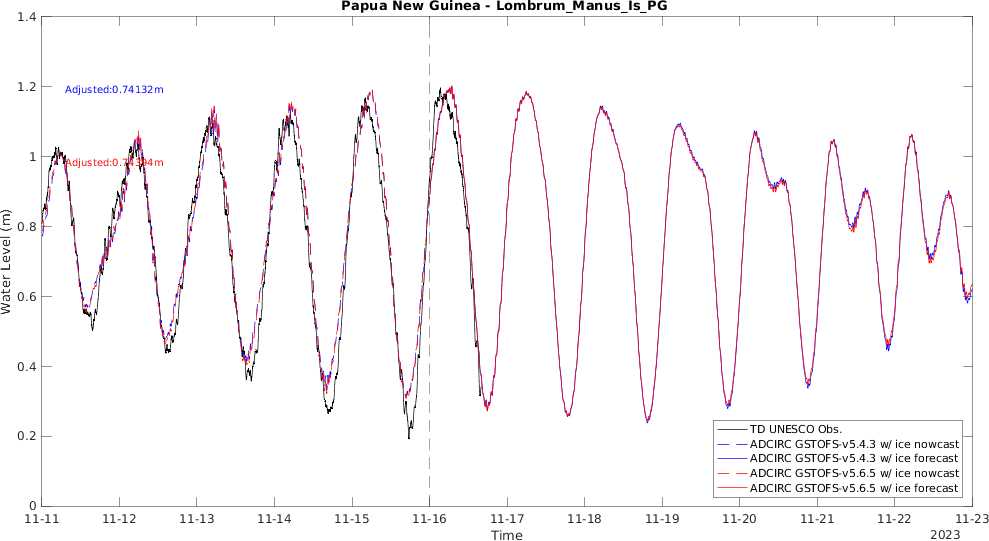 Papua New Guinea - Lombrum_Manus_Is_PG
1.4
1.2
1
0.8
0.6
0.4
0.2
0
Water Level (m)
Adjusted:0.74132m
TD UNESCO Obs.
ADCIRC GSTOFS-v5.4.3 w/ ice nowcast
ADCIRC GSTOFS-v5.4.3 w/ ice forecast
ADCIRC GSTOFS-v5.6.5 w/ ice nowcast
ADCIRC GSTOFS-v5.6.5 w/ ice forecast
11-11 11-12 11-13 11-14 11-15 11-16 11-17 11-18 11-19 11-20 11-21 11-22 11-23
Time
2023